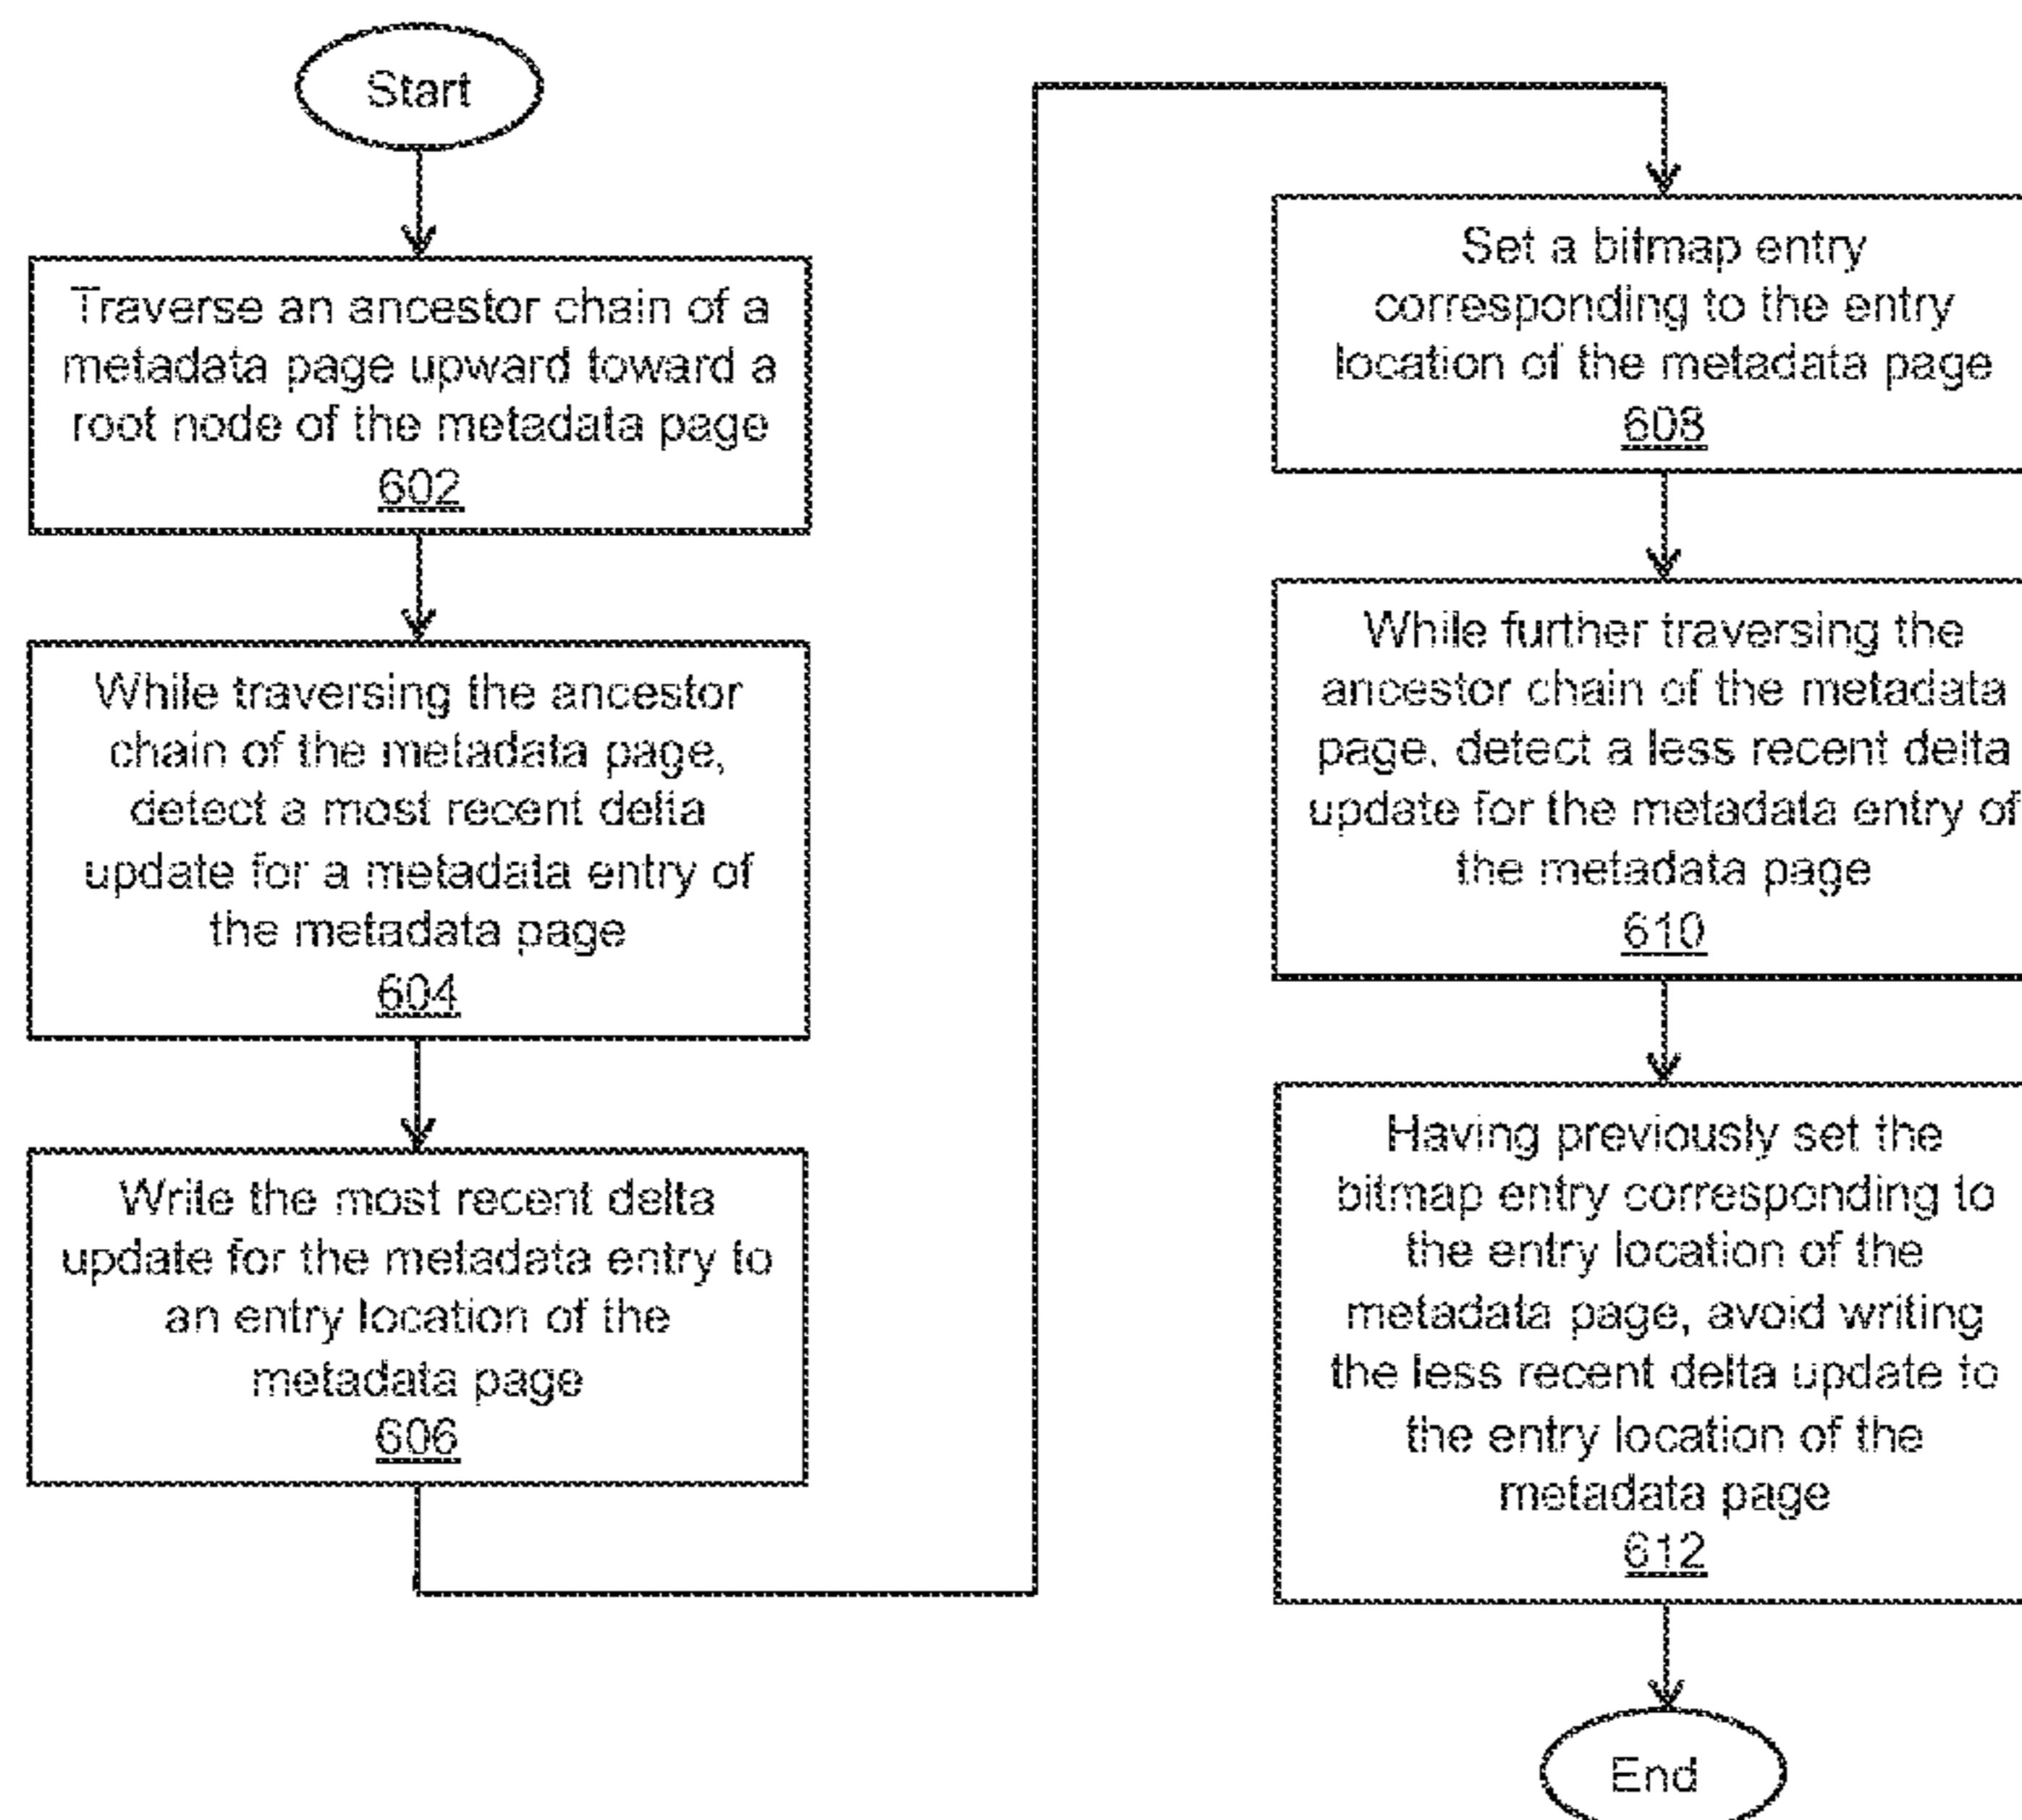 Start
Traverse an ancestor chain of a
metadata page upward toward a
root node of the metadata page
602
While traversing the ancestor
chain of the metadata page,
detect a most recent delta
update for a metadata entry of
the metadata page
604
Write the most recent delta
update for the metadata entry to
an entry location of the
metadata page
606
Set a bitmap entry
corresponding to the entry
location of the metadata page
608
While further traversing the
ancestor chain of the metadata
page, detect a less recent delta
update for the metadata entry of
the metadata page
610
Having previously set the
bitmap entry corresponding to
the entry location of the
metadata page, avoid writing
the less recent delta update to
the entry location of the
metadata page
612
End